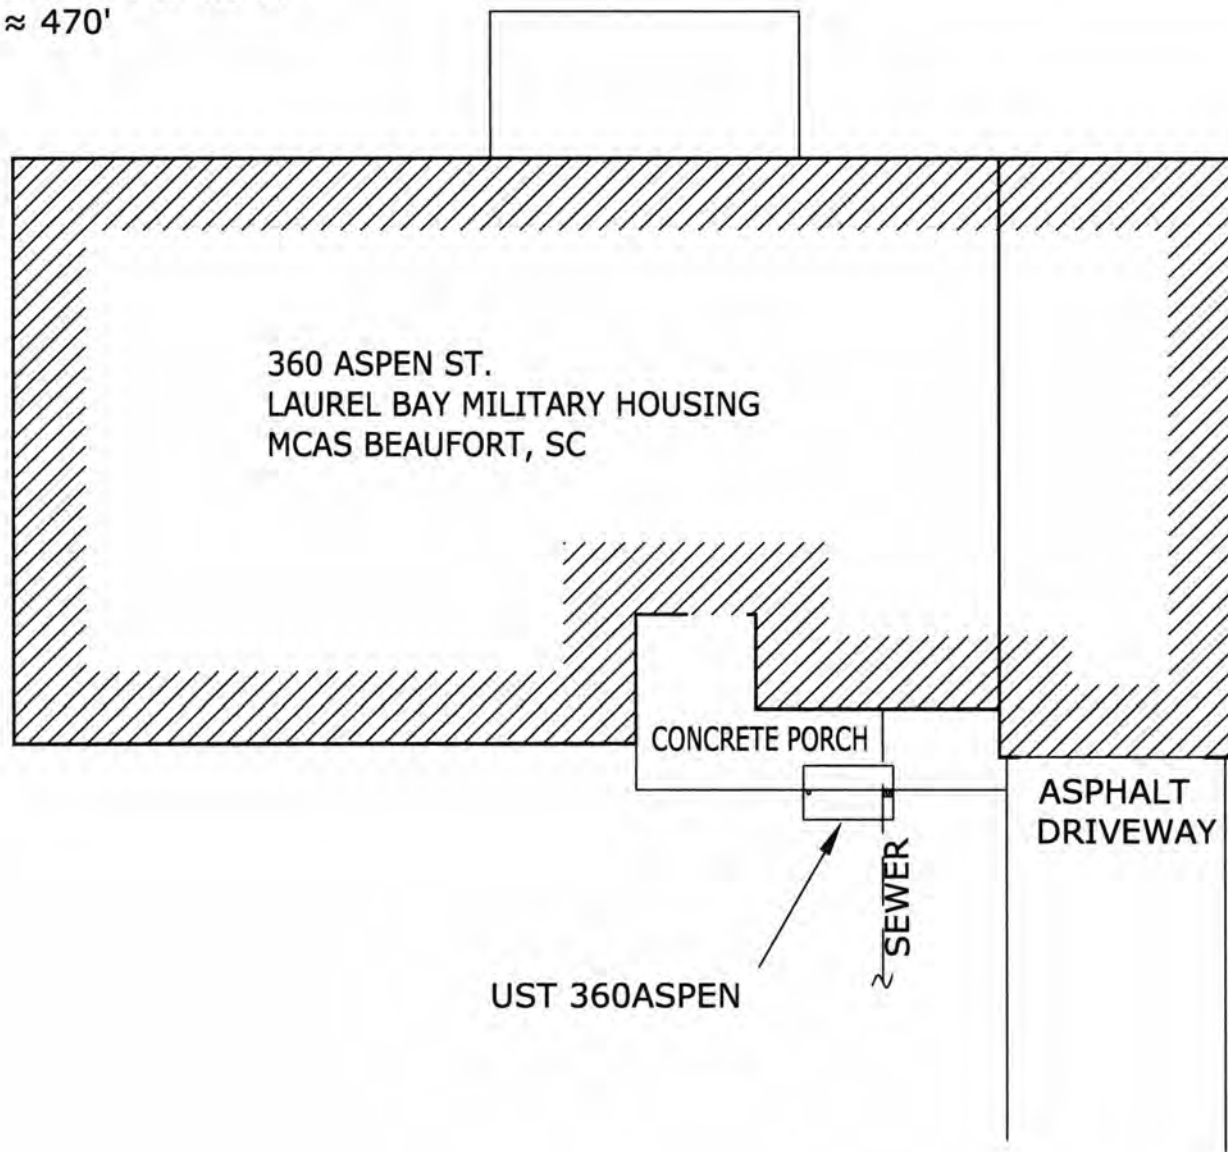 ≈ 470'
360 ASPEN ST.
LAUREL BAY MILITARY HOUSING
MCAS BEAUFORT, SC
CONCRETE PORCH
ASPHALT
DRIVEWAY
SEWER
UST 360ASPEN